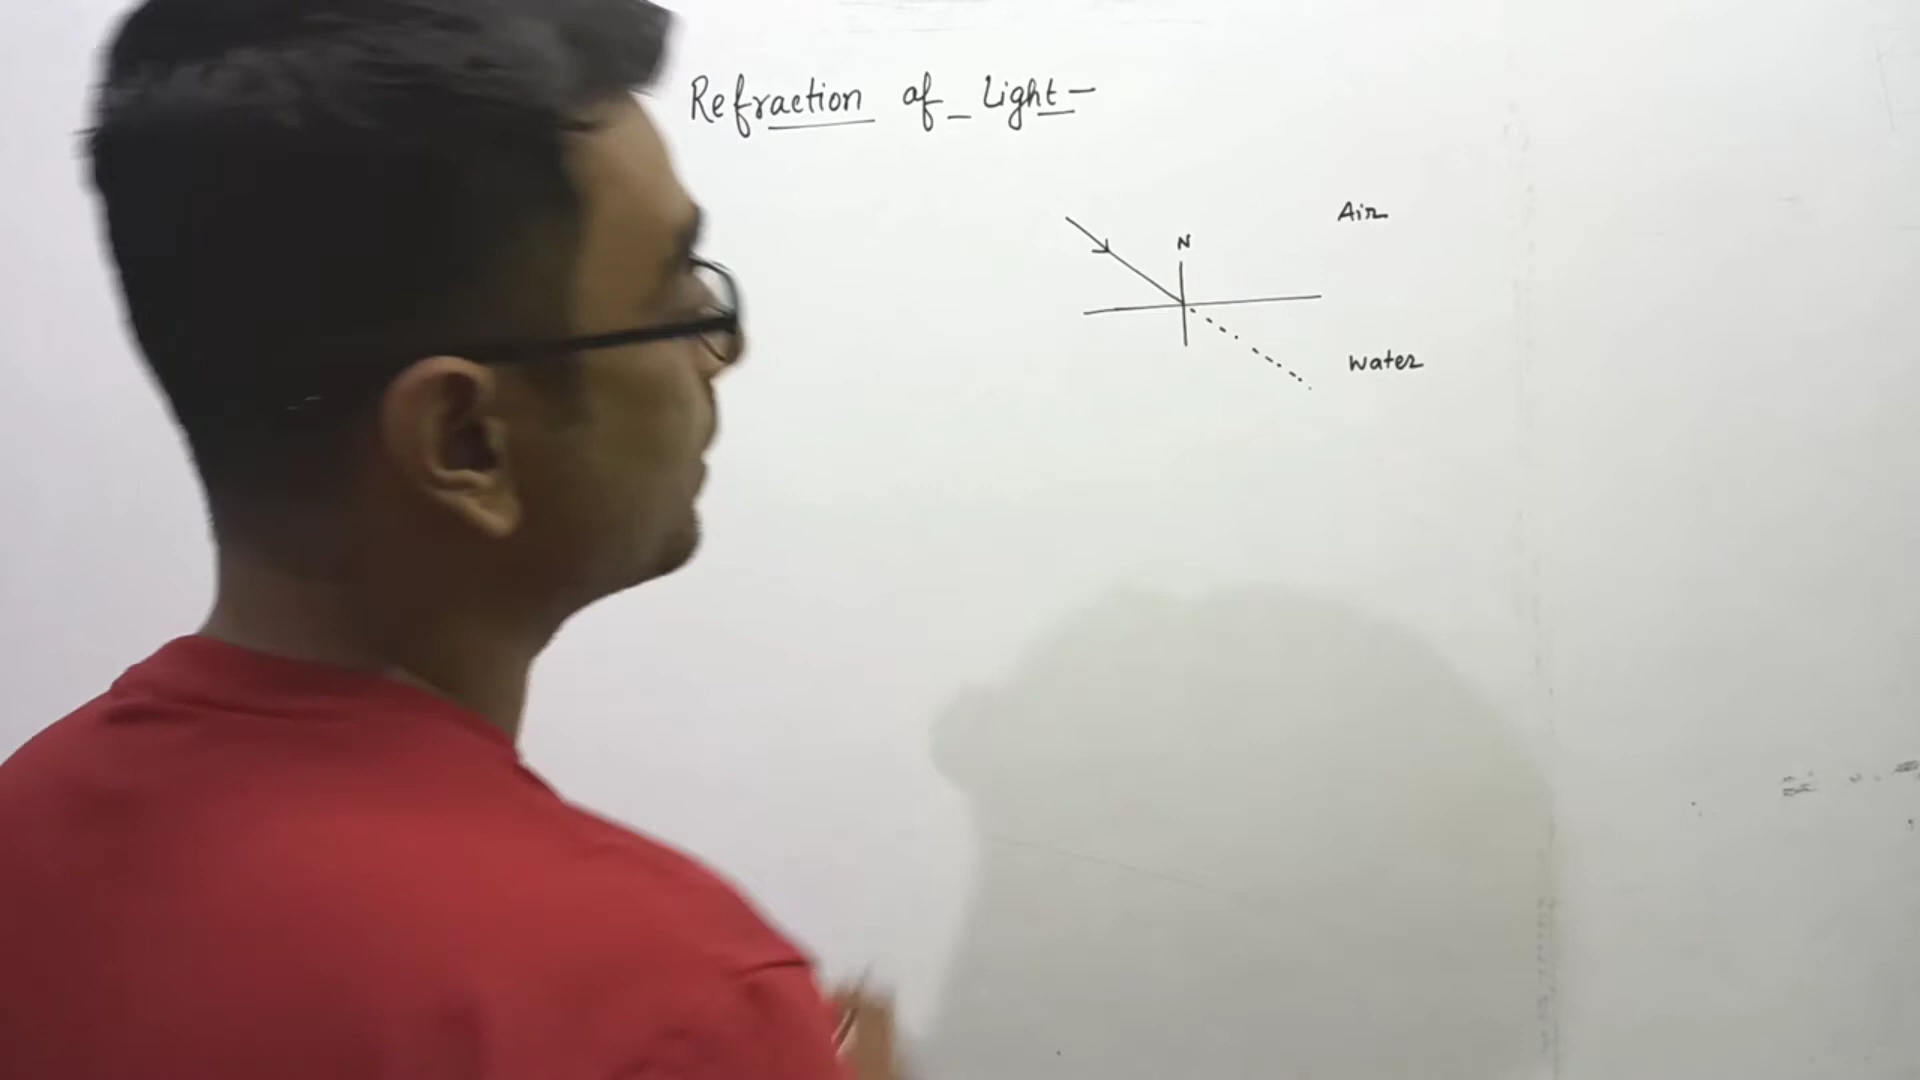 Refraction of Light-
Air
N
water